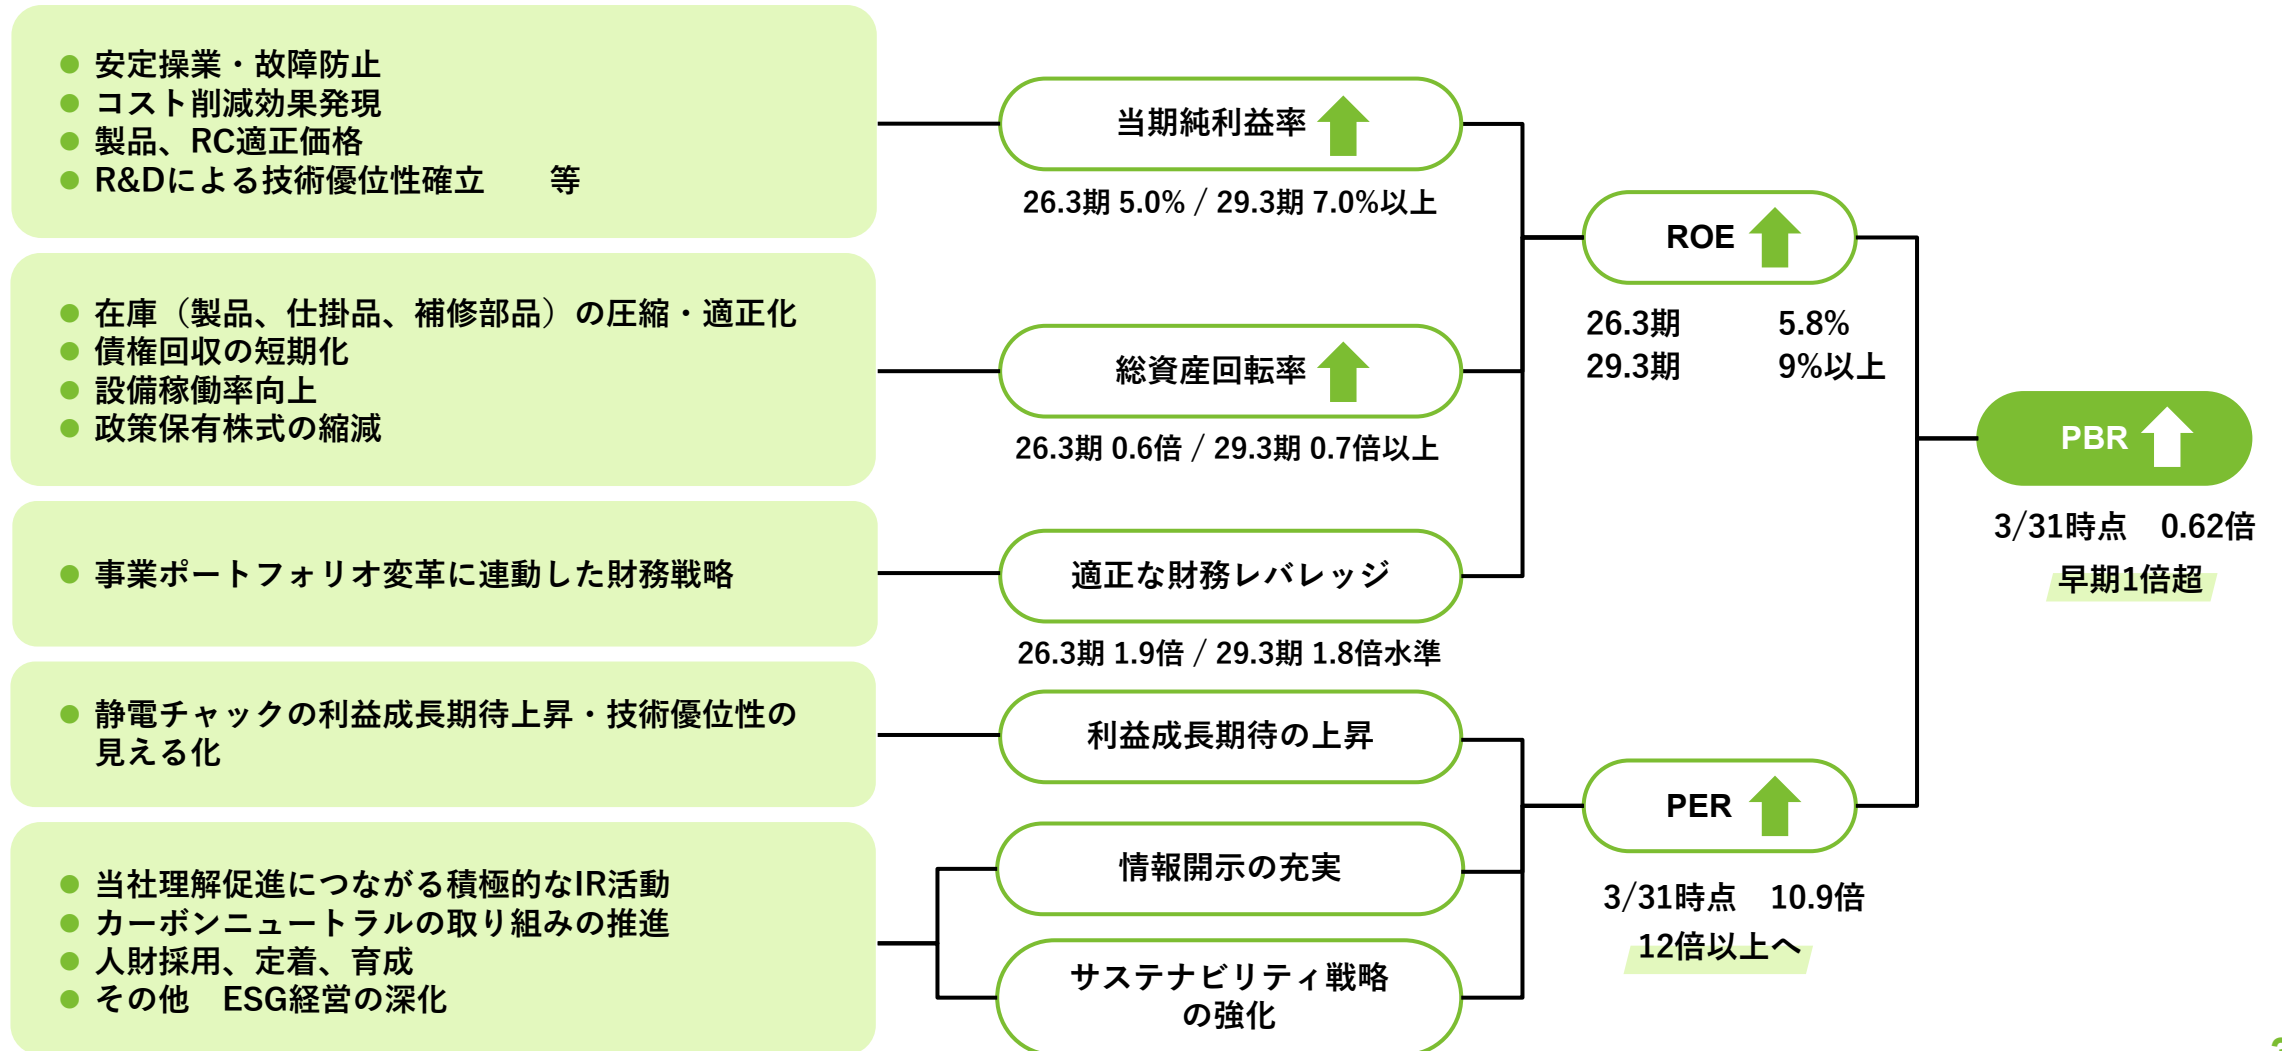 安定操業・故障防止
コスト削減効果発現
製品、RC適正価格
R&Dによる技術優位性確立　　等
在庫（製品、仕掛品、補修部品）の圧縮・適正化
債権回収の短期化
設備稼働率向上
政策保有株式の縮減
事業ポートフォリオ変革に連動した財務戦略
静電チャックの利益成長期待上昇・技術優位性の
見える化
当社理解促進につながる積極的なIR活動
カーボンニュートラルの取り組みの推進
人財採用、定着、育成
その他　ESG経営の深化
当期純利益率
26.3期 5.0% / 29.3期 7.0%以上
総資産回転率
26.3期 0.6倍 / 29.3期 0.7倍以上
適正な財務レバレッジ
26.3期 1.9倍 / 29.3期 1.8倍水準
利益成長期待の上昇
情報開示の充実
サステナビリティ戦略
の強化
ROE
26.3期　　　5.8%
29.3期　　　9%以上
PER
3/31時点　10.9倍
12倍以上へ
PBR
3/31時点　0.62倍
早期1倍超